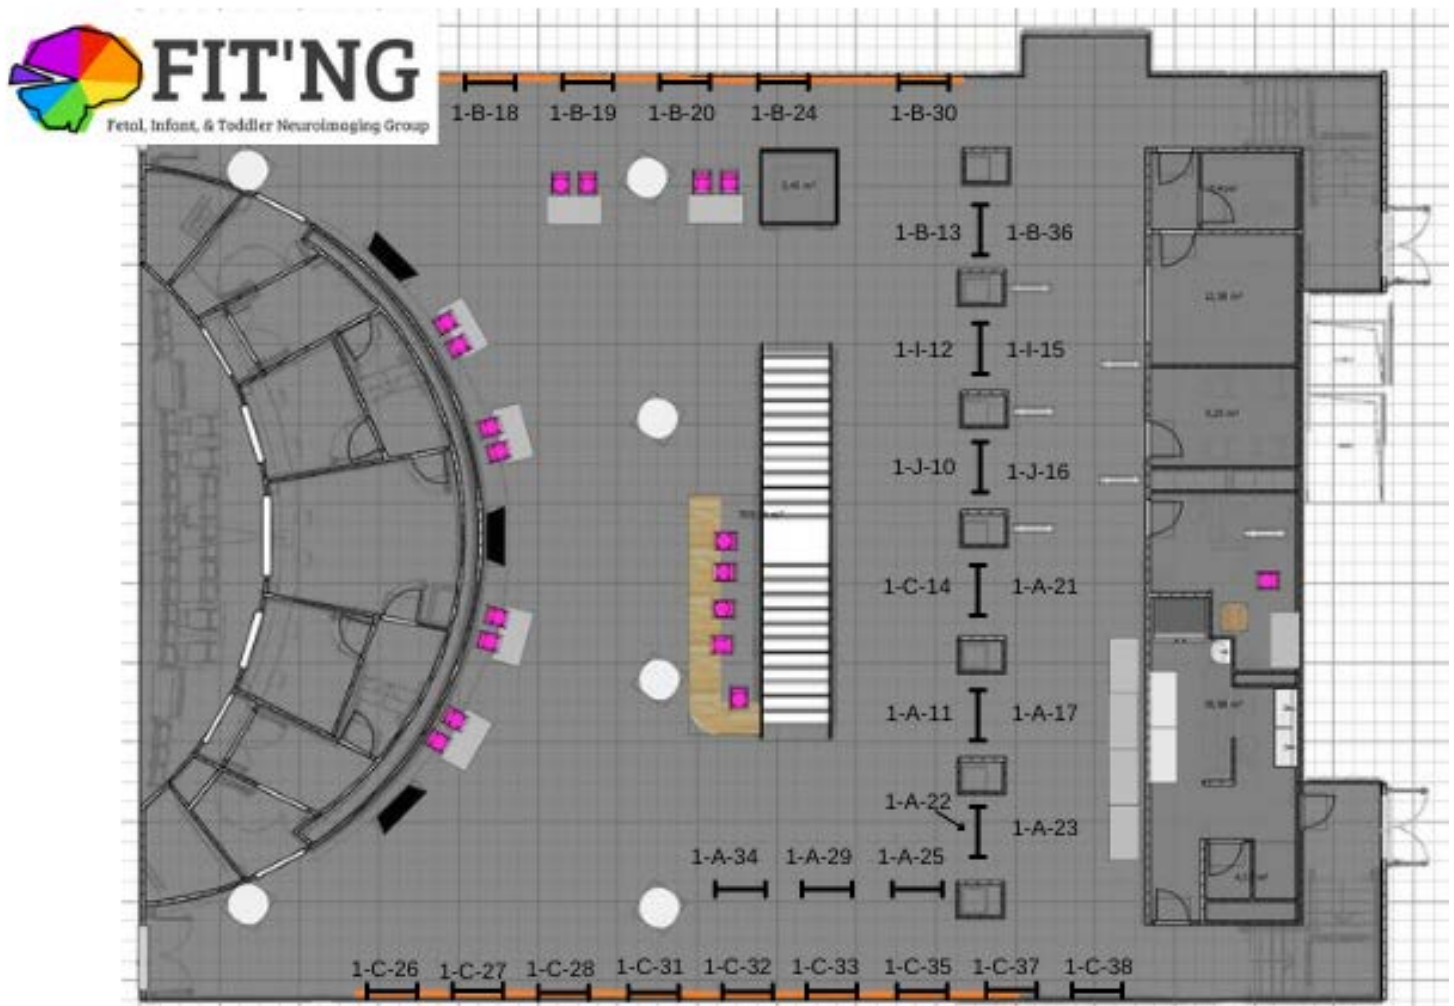 FIT'NG
Fetal, Infant, & Toddler Neuroimaging Group
1-B-18 1-B-19 1-B-20 1-B-24 1-B-30
1-B-13 1-B-36
1-I-12 1-I-15
1-J-10 1-J-16
1-C-14 1-A-21
1-A-11 1-A-17
1-A-22 1-A-23
1-A-34 1-A-29 1-A-25
1-C-26 1-C-27 1-C-28 1-C-31 1-C-32 1-C-33 1-C-35 1-C-37 1-C-38